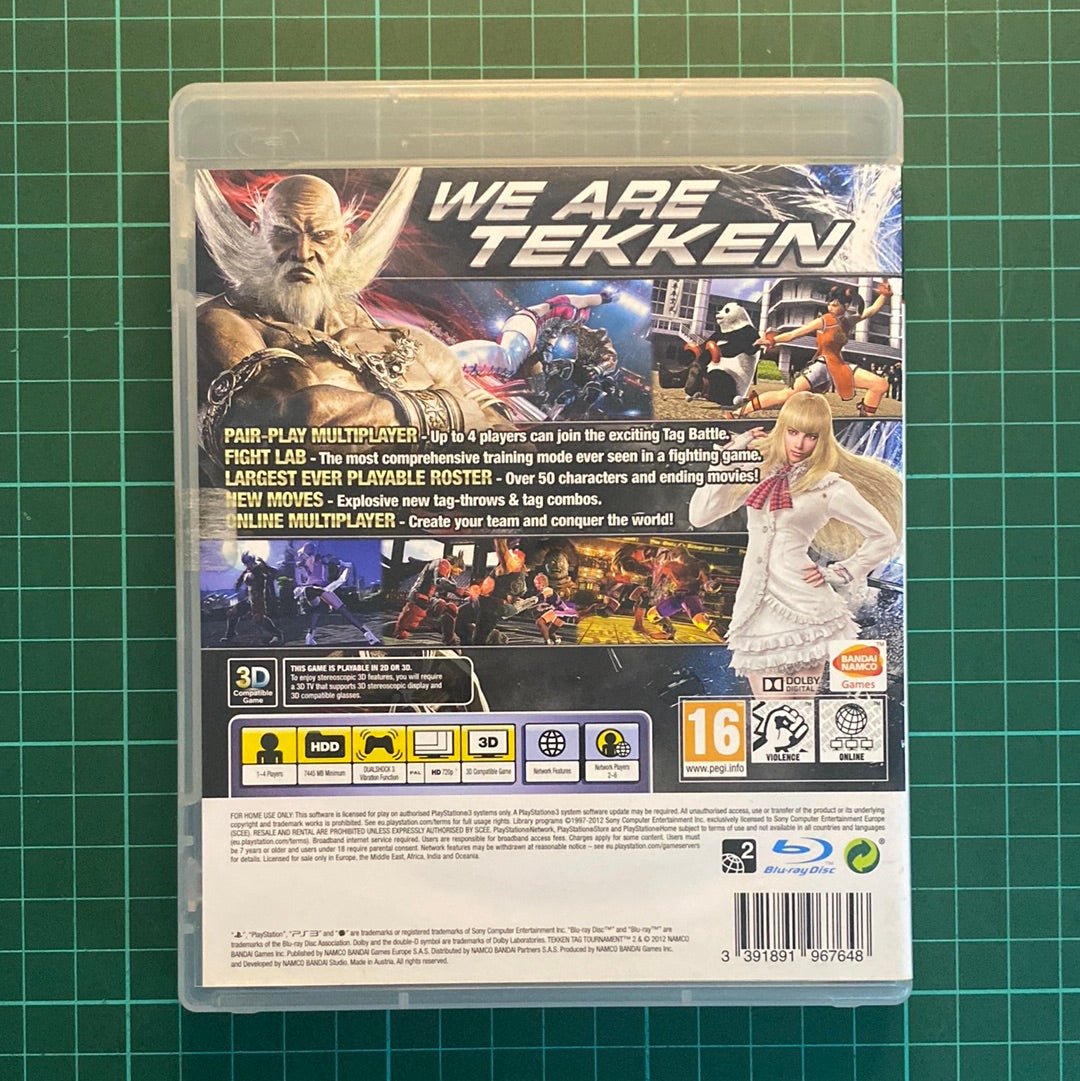 WE ARE
TEKKEN
PAIR-PLAY MULTIPLAYER - Up to 4 players can join the exciting Tag Battle.
FIGHT LAB - The most comprehensive training mode ever seen in a fighting game.
LARGEST EVER PLAYABLE ROSTER - Over 50 characters and ending movies!
NEW MOVES - Explosive new tag-throws & tag combos.
ONLINE MULTIPLAYER - Create your team and conquer the world!
3D
Compatible
Game
THIS GAME IS PLAYABLE IN 2D OR 3D.
To enjoy stereoscopic 3D features, you will require
a 3D TV that supports 3D stereoscopic display and
3D compatible glasses.
DOLBY
DIGITAL
BANDAI
NAMCO
Games
™
HDD
3D
1-4 Players
7445 MB Minimum
DUALSHOCK 3
Vibration Function
PAL HD 720p
3D Compatible Game
Network Features
Network Players
2-6
16
www.pegi.info
VIOLENCE
ONLINE
FOR HOME USE ONLY: This software is licensed for play on authorised PlayStation3 systems only. A PlayStation3 system software update may be required. All unauthorised access, use or transfer of the product or its underlying
copyright and trademark works is prohibited. See eu.playstation.com/terms for full usage rights. Library programs ©1997-2012 Sony Computer Entertainment Inc. exclusively licensed to Sony Computer Entertainment Europe
(SCEE). RESALE AND RENTAL ARE PROHIBITED UNLESS EXPRESSLY AUTHORISED BY SCEE. PlayStationNetwork, PlayStationStore and PlayStationHome subject to terms of use and not available in all countries and languages
(eu.playstation.com/terms). Broadband internet service required. Users are responsible for broadband access fees. Charges apply for some content. Users must
be 7 years or older and users under 18 require parental consent. Network features may be withdrawn at reasonable notice – see eu.playstation.com/gameservers
for details. Licensed for sale only in Europe, the Middle East, Africa, India and Oceania.
2
Blu-ray Disc™
®
"PlayStation", "PS3" and " " are trademarks or registered trademarks of Sony Computer Entertainment Inc. "Blu-ray Disc™" and "Blu-ray™" are
trademarks of the Blu-ray Disc Association. Dolby and the double-D symbol are trademarks of Dolby Laboratories. TEKKEN TAG TOURNAMENT™ 2 & © 2012 NAMCO
BANDAI Games Inc. Published by NAMCO BANDAI Games Europe S.A.S. Distributed by NAMCO BANDAI Partners S.A.S. Produced by NAMCO BANDAI Games Inc.
and Developed by NAMCO BANDAI Studio. Made in Austria. All rights reserved.
3 391891 967648